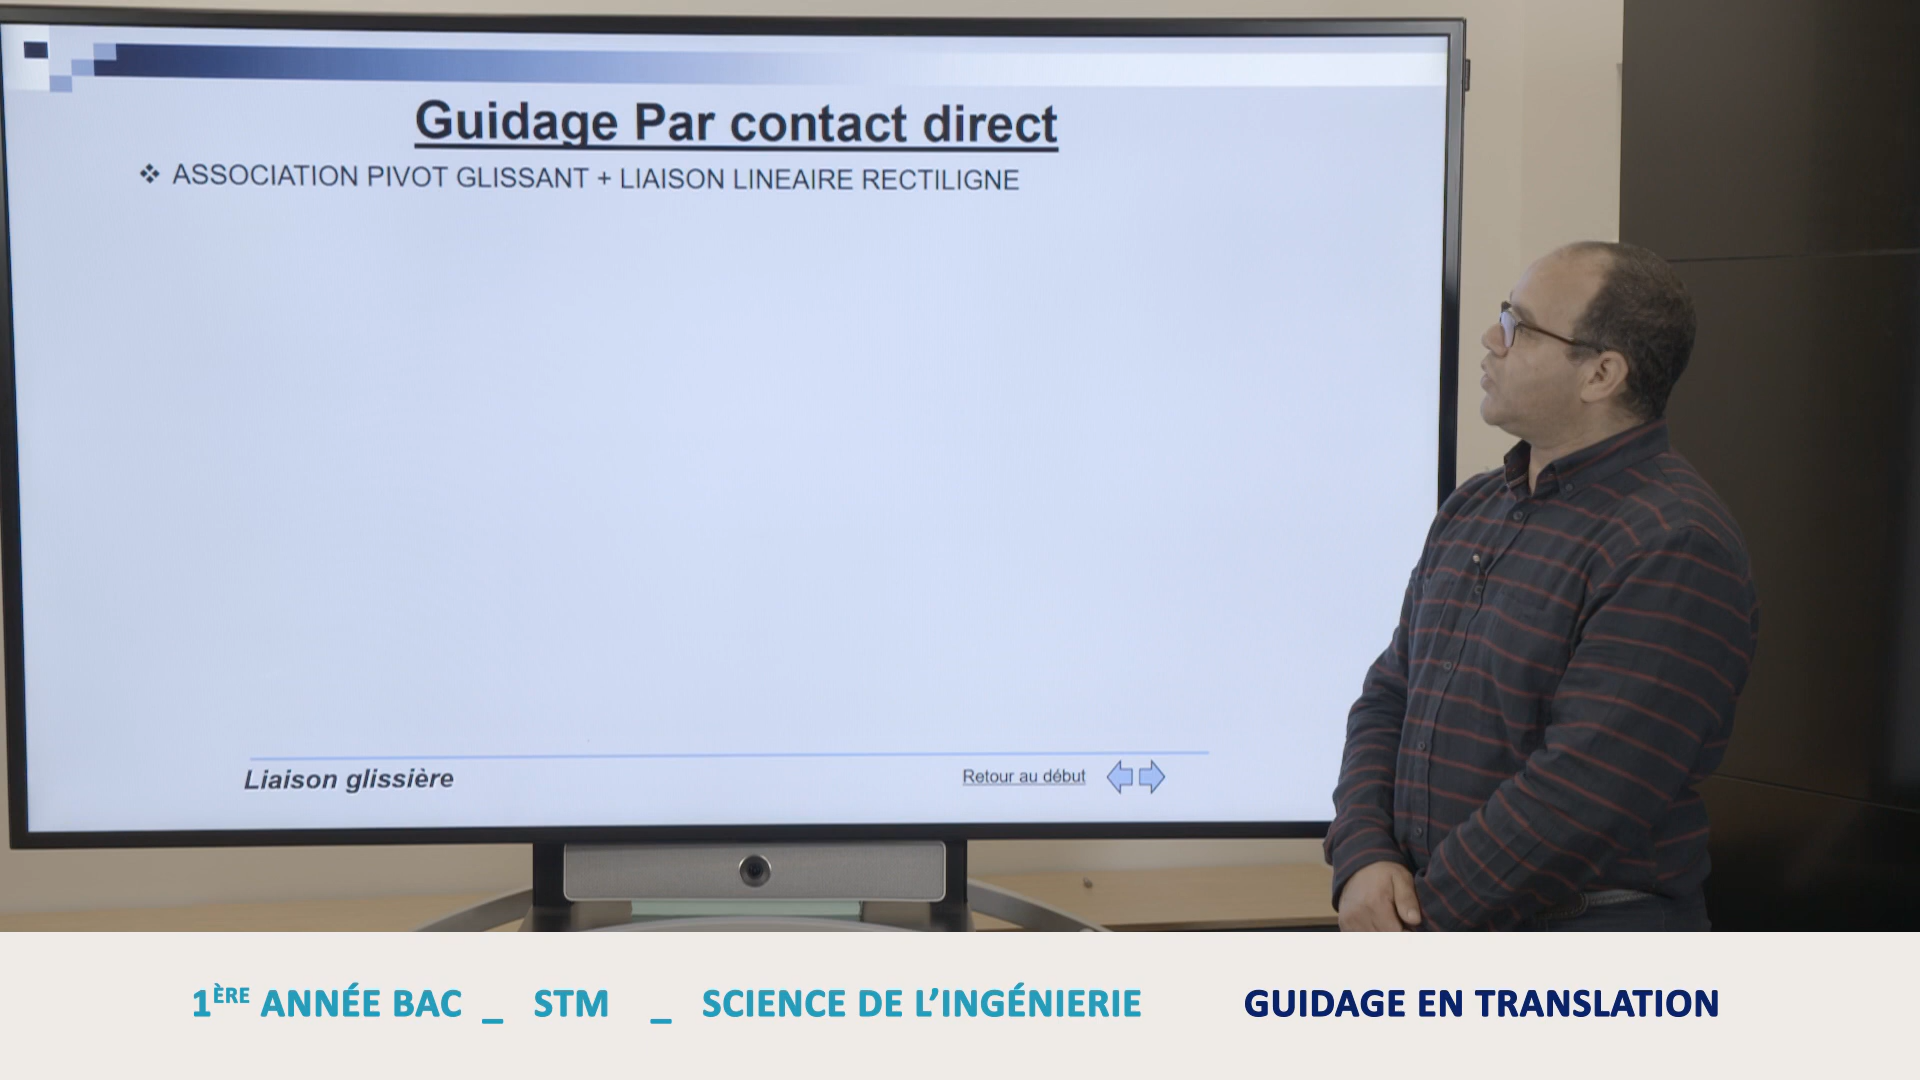 Guidage Par contact direct
❖ ASSOCIATION PIVOT GLISSANT + LIAISON LINEAIRE RECTILIGNE
Liaison glissière
Retour au début
1ÈRE ANNÉE BAC _ STM _ SCIENCE DE L’INGÉNIERIE GUIDAGE EN TRANSLATION